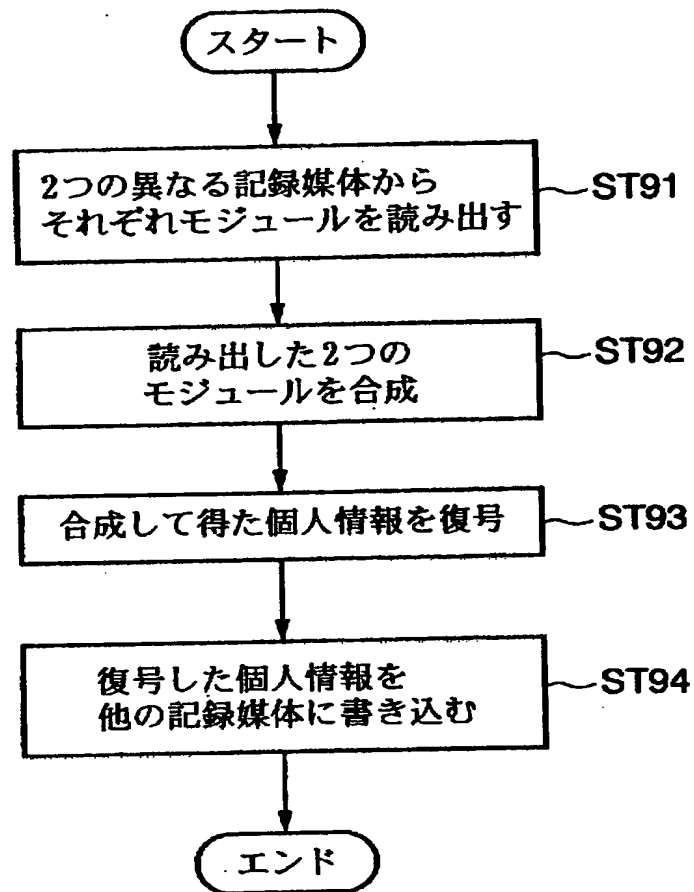 スタート
2つの異なる記録媒体から
それぞれモジュールを読み出す
ST91
読み出した2つの
モジュールを合成
ST92
合成して得た個人情報を復号
ST93
復号した個人情報を
他の記録媒体に書き込む
ST94
エンド